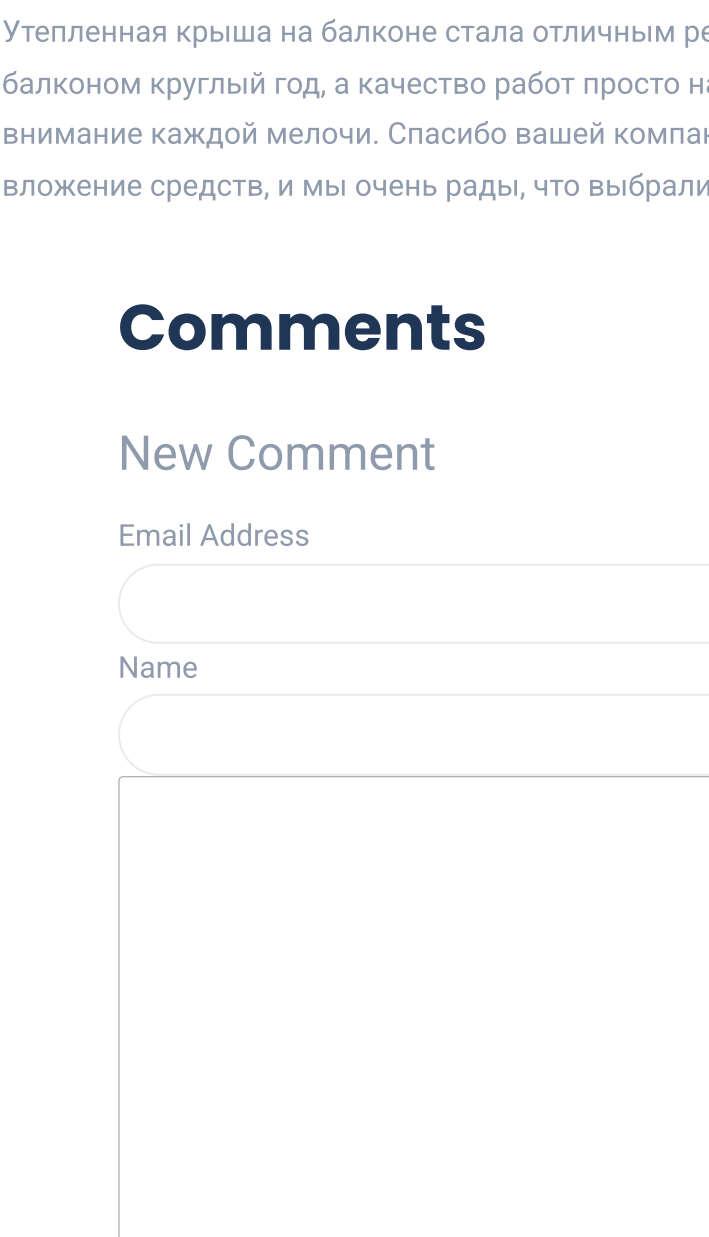 Утепленная крыша на балконе стала отличным
балконом круглый год, а качество работ просто
внимание каждой мелочи. Спасибо вашей
вложение средств, и мы очень рады, что выбрали
Comments
New Comment
Email Address
Name